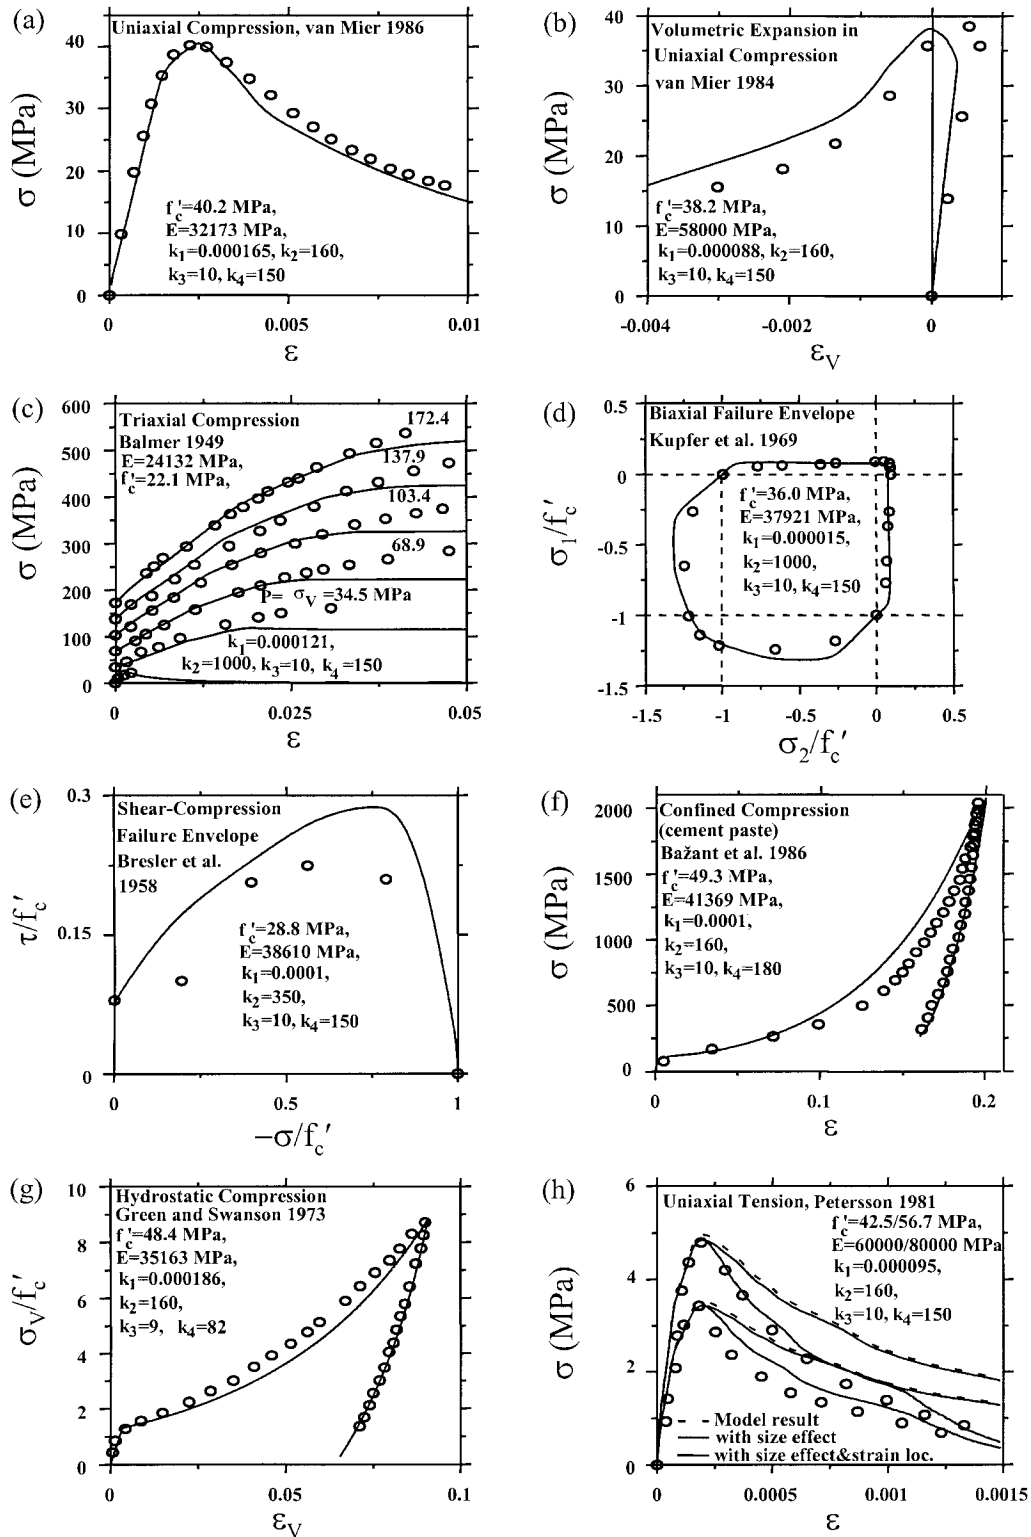 (a)
Uniaxial Compression, van Mier 1986
σ (MPa)
40
30
20
10
0
f'c=40.2 MPa,
E=32173 MPa,
k1=0.000165, k2=160,
k3=10, k4=150
0 0.005 0.01
ε
(b)
Volumetric Expansion in
Uniaxial Compression
van Mier 1984
σ (MPa)
40
30
20
10
0
f'c=38.2 MPa,
E=58000 MPa,
k1=0.000088, k2=160,
k3=10, k4=150
-0.004 -0.002 0
εV
(c)
Triaxial Compression
Balmer 1949
E=24132 MPa,
f'c=22.1 MPa,
σ (MPa)
600
500
400
300
200
100
0
172.4
137.9
103.4
68.9
P= σV=34.5 MPa
k1=0.000121,
k2=1000, k3=10, k4=150
0 0.025 0.05
ε
(d)
Biaxial Failure Envelope
Kupfer et al. 1969
σ1/fc'
0.5
0
-0.5
-1
-1.5
f'c=36.0 MPa,
E=37921 MPa,
k1=0.000015,
k2=1000,
k3=10, k4=150
-1.5 -1 -0.5 0 0.5
σ2/fc'
(e)
Shear-Compression
Failure Envelope
Bresler et al.
1958
τ/fc'
0.3
0.15
0
f'c=28.8 MPa,
E=38610 MPa,
k1=0.0001,
k2=350,
k3=10, k4=150
0 0.5 1
−σ/fc'
(f)
Confined Compression
(cement paste)
Bažant et al. 1986
f'c=49.3 MPa,
E=41369 MPa,
k1=0.0001,
k2=160,
k3=10, k4=180
σ (MPa)
2000
1500
1000
500
0
0 0.1 0.2
ε
(g)
Hydrostatic Compression
Green and Swanson 1973
f'c=48.4 MPa,
E=35163 MPa,
k1=0.000186,
k2=160,
k3=9, k4=82
σV/fc'
10
8
6
4
2
0
0 0.05 0.1
εV
(h)
Uniaxial Tension, Petersson 1981
f'c=42.5/56.7 MPa,
E=60000/80000 MPa
k1=0.000095,
k2=160,
k3=10, k4=150
σ (MPa)
6
4
2
0
Model result
with size effect
with size effect&strain loc.
0 0.0005 0.001 0.0015
ε